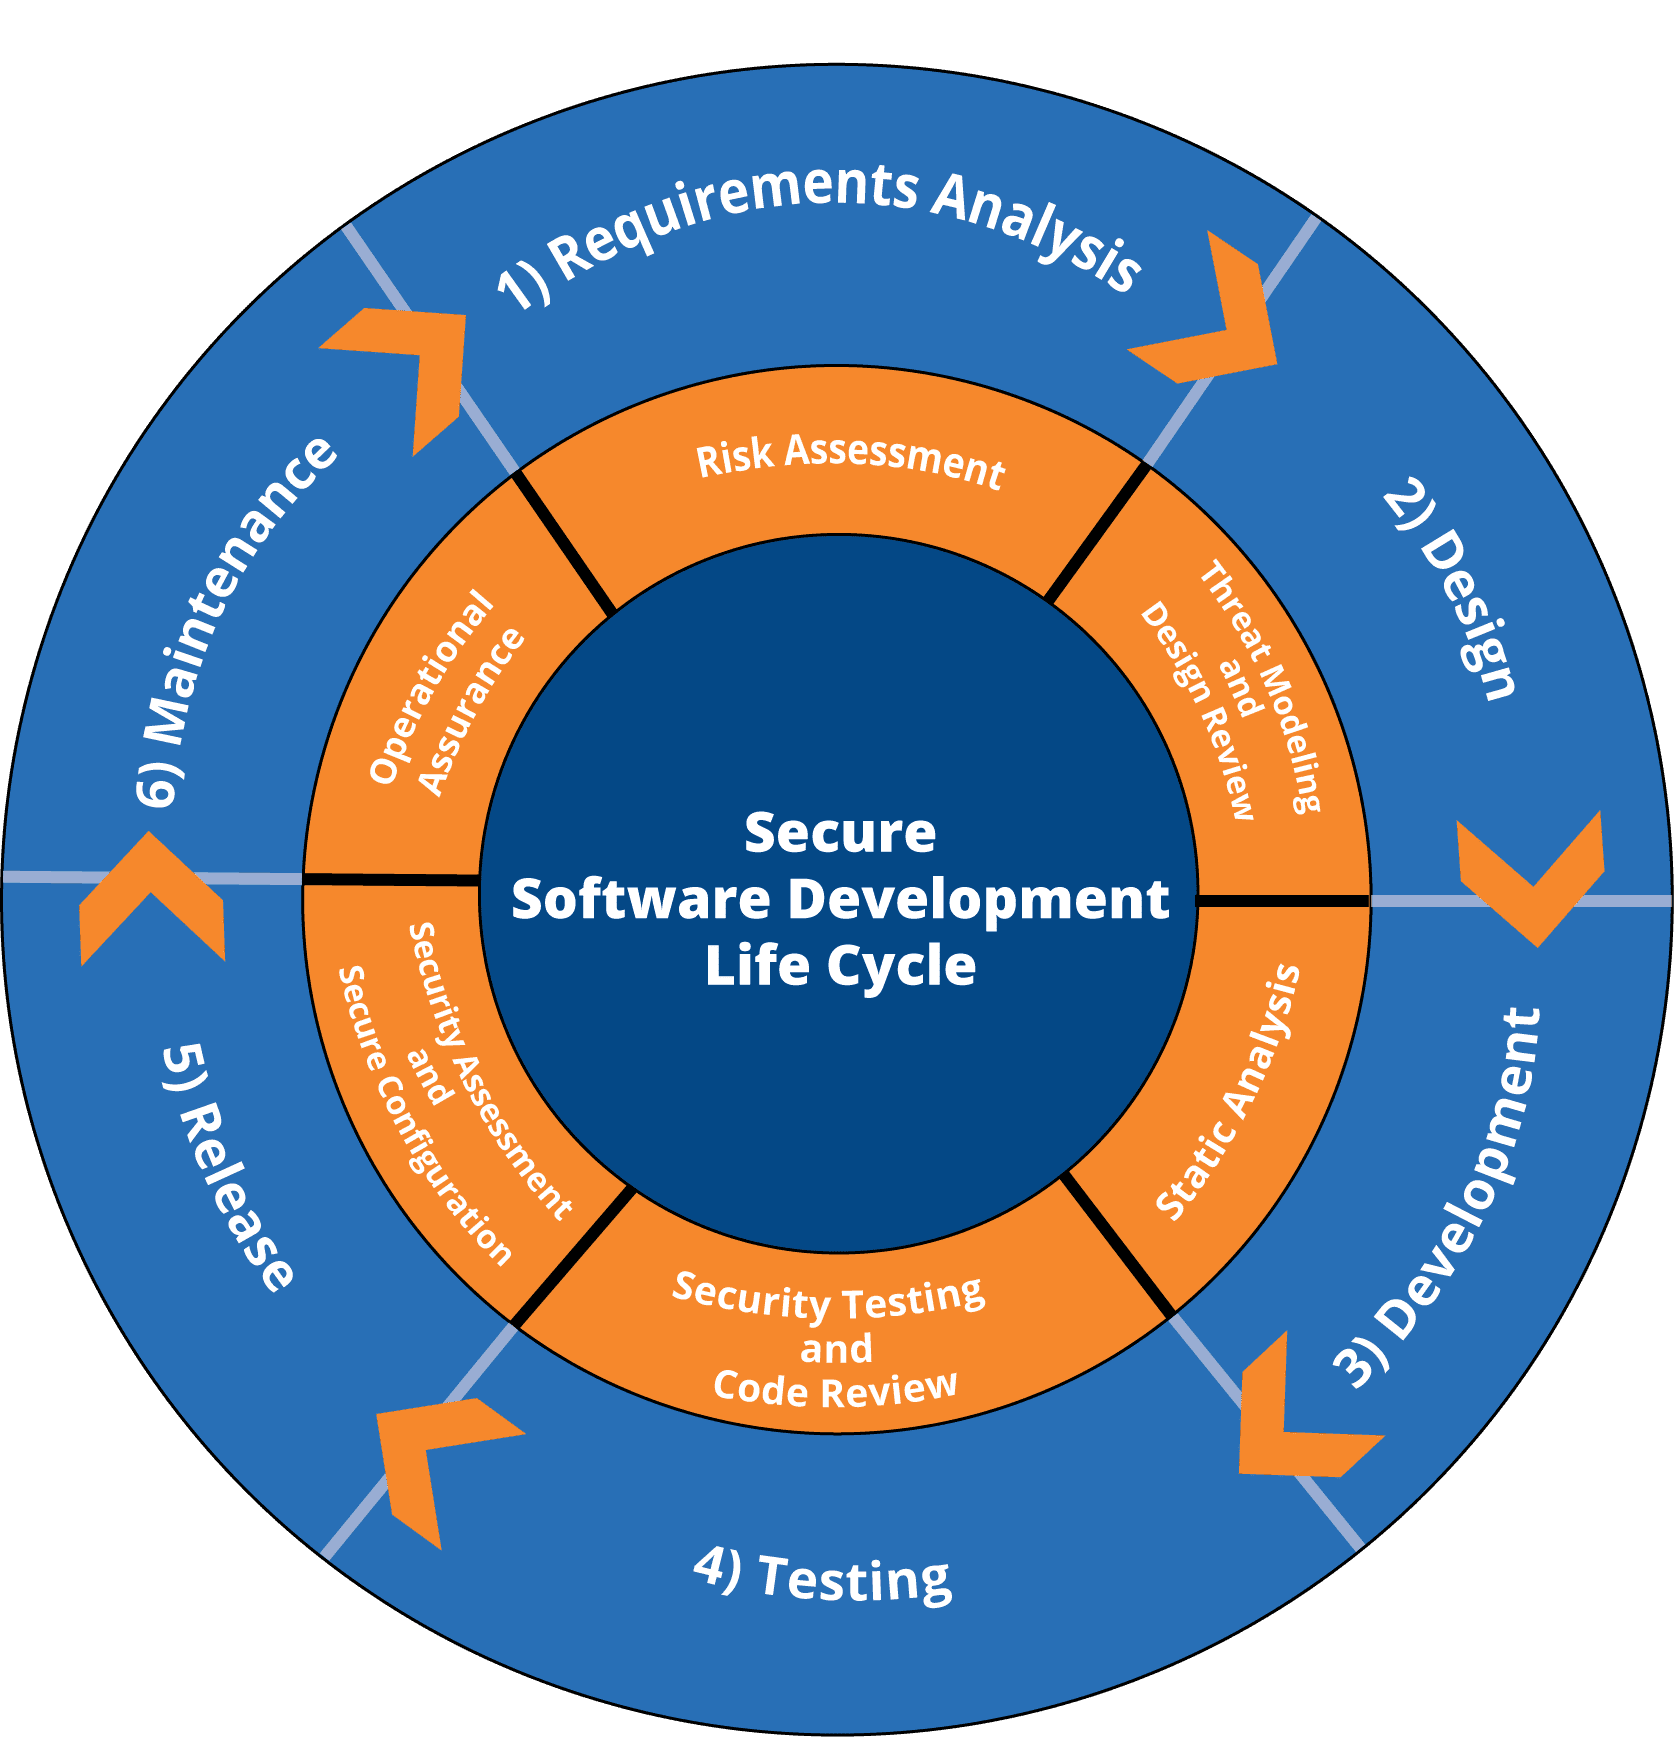 1) Requirements Analysis
2) Design
3) Development
4) Testing
5) Release
6) Maintenance
Risk Assessment
Threat Modeling
and
Design Review
Static Analysis
Security Testing
and
Code Review
Security Assessment
and
Secure Configuration
Operational
Assurance
Secure
Software Development
Life Cycle